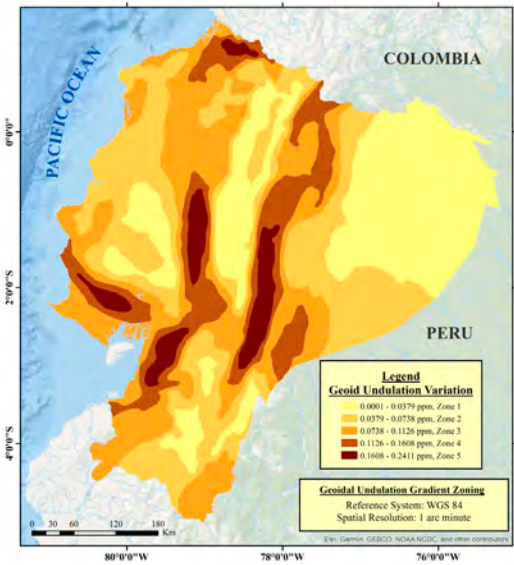 COLOMBIA
PACIFIC OCEAN
0°0'0"
2°0'0"S
PERU
Legend
Geoid Undulation Variation
0.0001 - 0.0379 ppm, Zone 1
0.0379 - 0.0738 ppm, Zone 2
0.0738 - 0.1126 ppm, Zone 3
0.1126 - 0.1608 ppm, Zone 4
0.1608 - 0.2411 ppm, Zone 5
4°0'0"S
Geoidal Undulation Gradient Zoning
Reference System: WGS 84
Spatial Resolution: 1 arc minute
0 30 60 120 180
Km
Esri, Garmin, GEBCO, NOAA NGDC, and other contributors
80°0'0"W 78°0'0"W 76°0'0"W